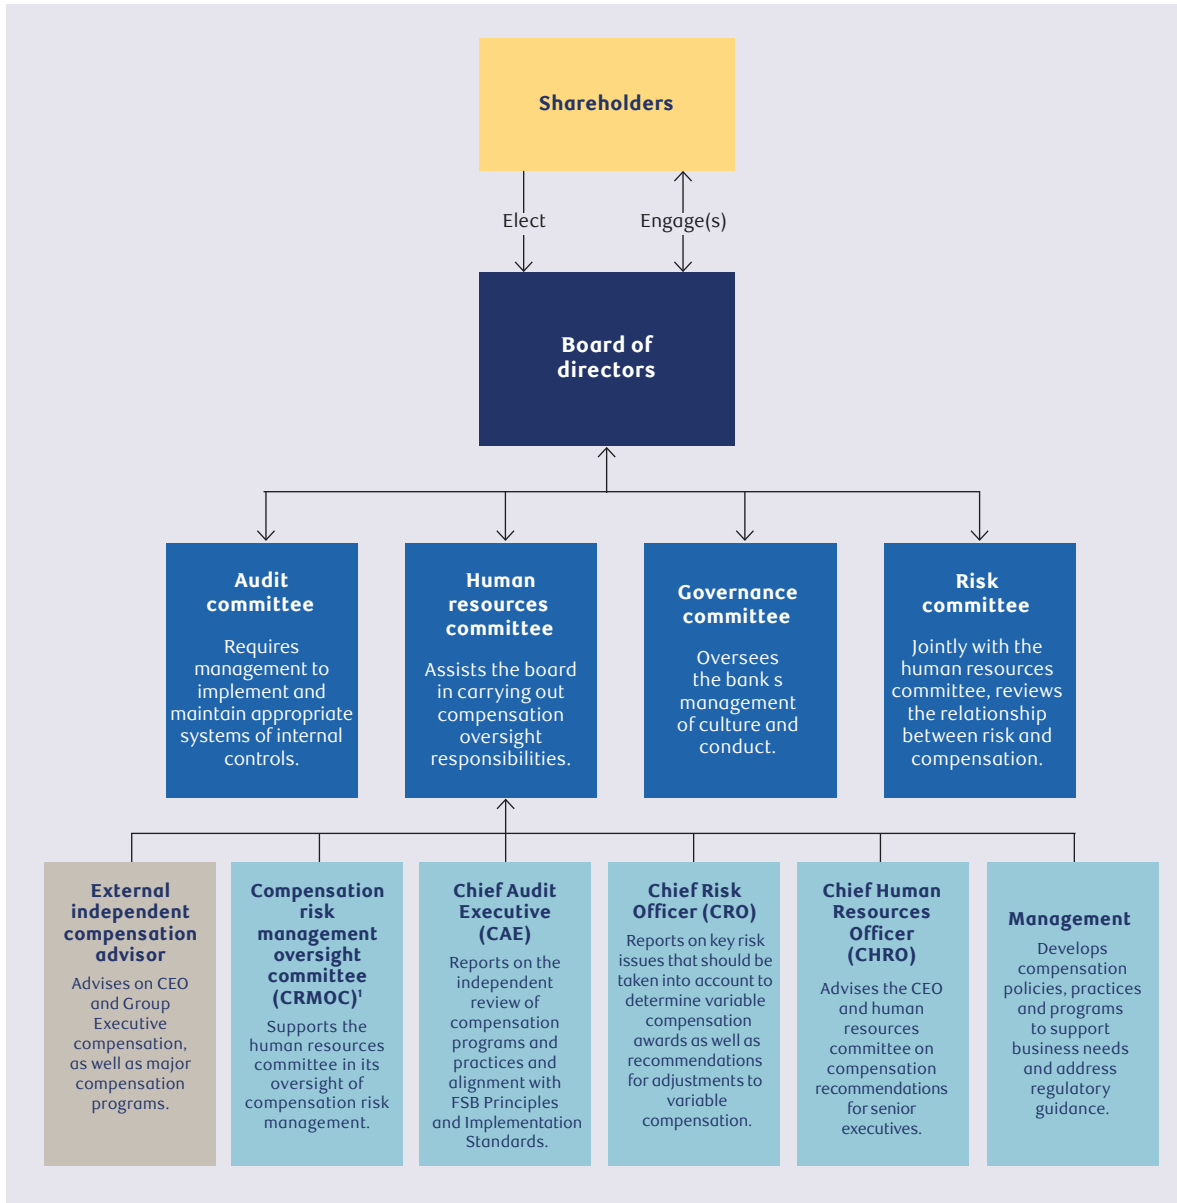 Shareholders
Elect
Engage(s)
Board of
directors
Audit
committee
Requires
management to
implement and
maintain appropriate
systems of internal
controls.
Human
resources
committee
Assists the board
in carrying out
compensation
oversight
responsibilities.
Governance
committee
Oversees
the bank s
management
of culture and
conduct.
Risk
committee
Jointly with the
human resources
committee, reviews
the relationship
between risk and
compensation.
External
independent
compensation
advisor
Advises on CEO
and Group
Executive
compensation,
as well as major
compensation
programs.
Compensation
risk
management
oversight
committee
(CRMOC)¹
Supports the
human resources
committee in its
oversight of
compensation risk
management.
Chief Audit
Executive
(CAE)
Reports on the
independent
review of
compensation
programs and
practices and
alignment with
FSB Principles
and Implementation
Standards.
Chief Risk
Officer (CRO)
Reports on key risk
issues that should be
taken into account to
determine variable
compensation
awards as well as
recommendations
for adjustments to
variable
compensation.
Chief Human
Resources
Officer
(CHRO)
Advises the CEO
and human
resources
committee on
compensation
recommendations
for senior
executives.
Management
Develops
compensation
policies, practices
and programs
to support
business needs
and address
regulatory
guidance.